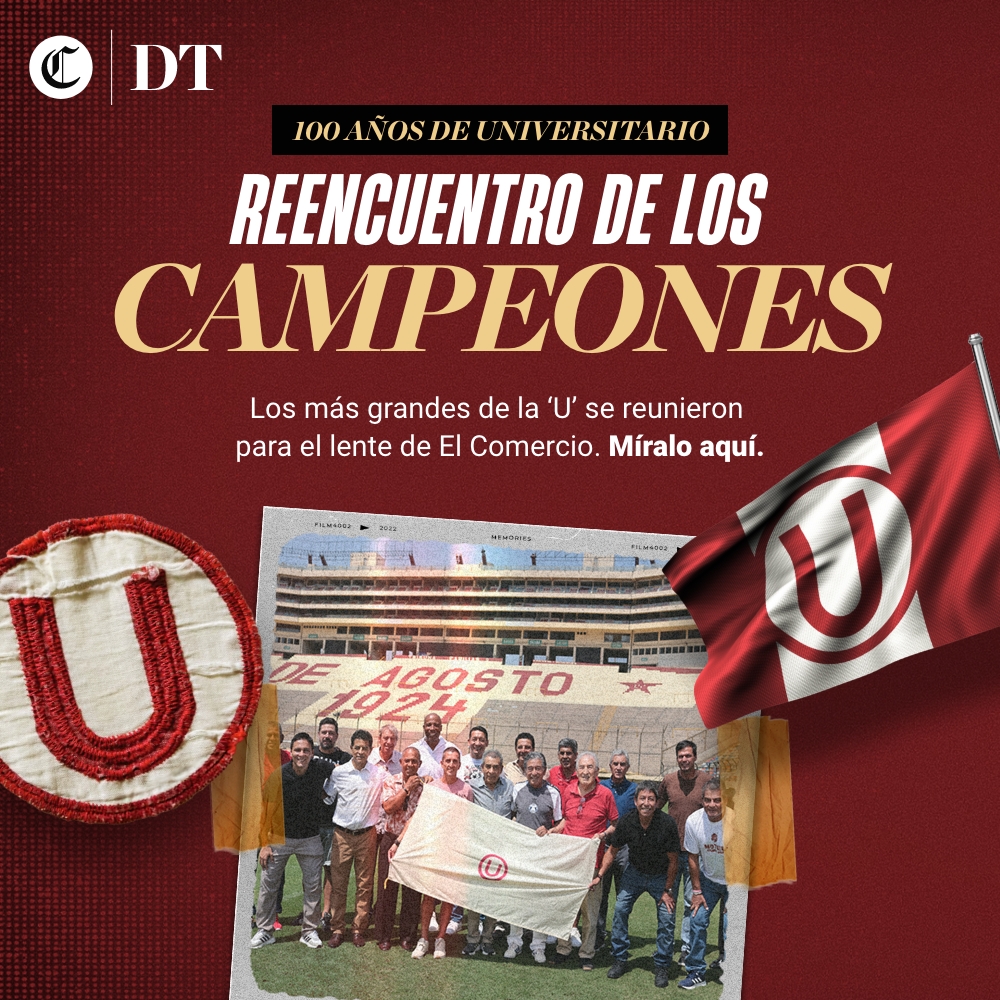 C | DT
100 AÑOS DE UNIVERSITARIO
REENCUENTRO DE LOS
CAMPEONES
Los más grandes de la ‘U’ se reunieron
para el lente de El Comercio. Míralo aquí.
FILM4002 ▶ 2022
MEMORIES
FILM4002
U
U
DE AGOSTO
1924
U